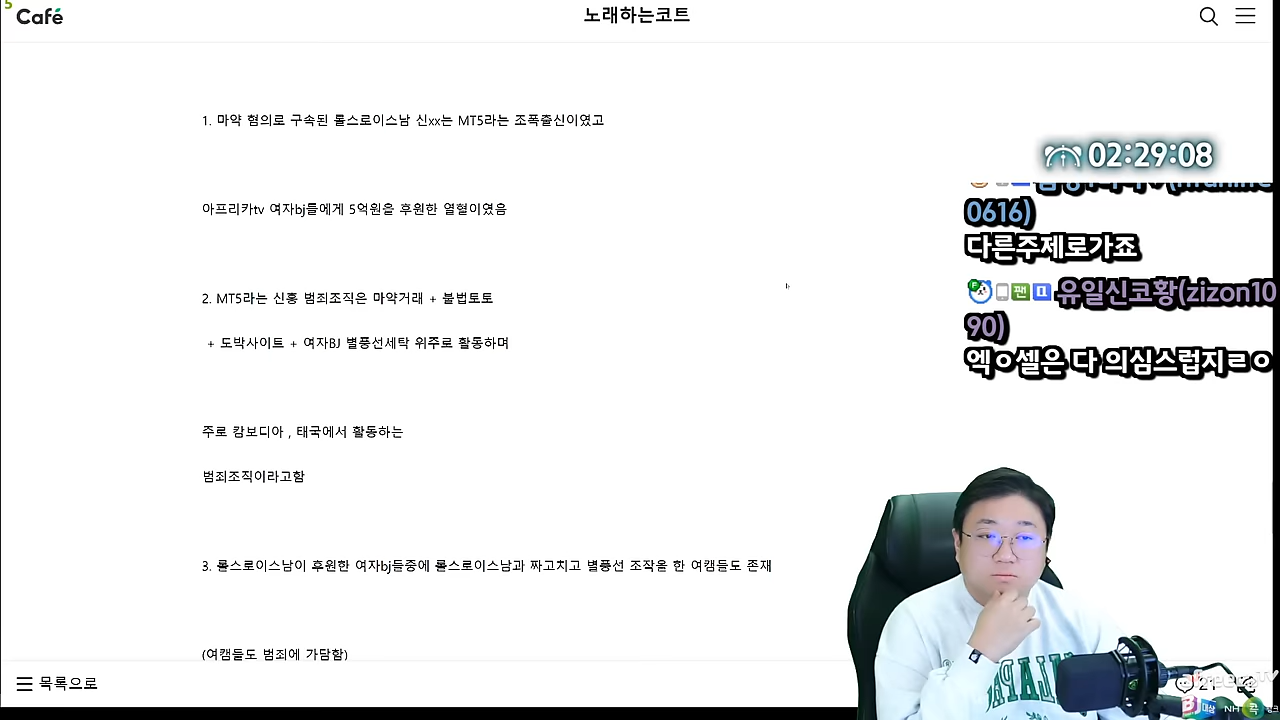 5
Café
노래하는코트
1. 마약 혐의로 구속된 롤스로이스남 신xx는 MT5라는 조폭출신이였고
02:29:08
아프리카tv 여자bj들에게 5억원을 후원한 열혈이였음
0616)
다른주제로가죠
2. MT5라는 신흥 범죄조직은 마약거래 + 불법토토
팬 유일신코황(zizon10
90)
+ 도박사이트 + 여자BJ 별풍선세탁 위주로 활동하며
엑ㅇ셀은 다 의심스럽지ㄹㅇ
주로 캄보디아 , 태국에서 활동하는
범죄조직이라고함
3. 롤스로이스남이 후원한 여자bj들중에 롤스로이스남과 짜고치고 별풍선 조작을 한 여캠들도 존재
(여캠들도 범죄에 가담함)
목록으로
21
대상
NH
콕